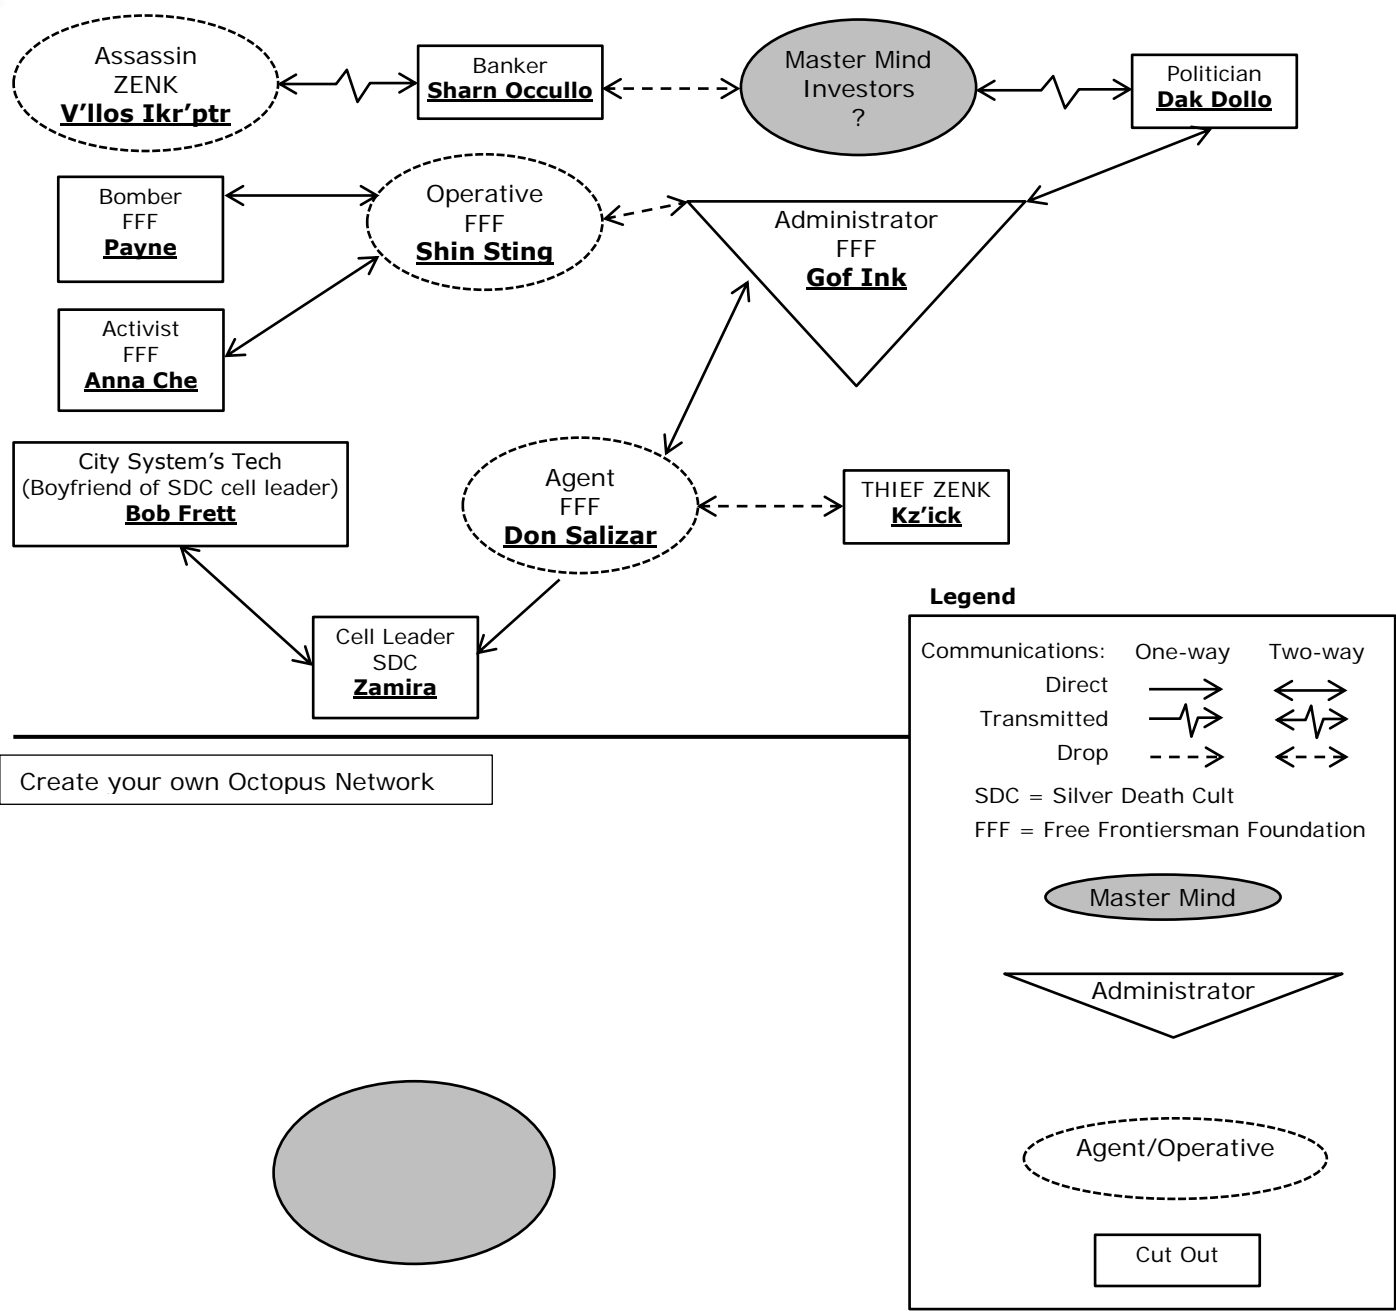 Assassin
ZENK
V'llos Ikr'ptr
Banker
Sharn Occullo
Master Mind
Investors
?
Politician
Dak Dollo
Bomber
FFF
Payne
Operative
FFF
Shin Sting
Administrator
FFF
Gof Ink
Activist
FFF
Anna Che
City System's Tech
(Boyfriend of SDC cell leader)
Bob Frett
Agent
FFF
Don Salizar
THIEF ZENK
Kz'ick
Cell Leader
SDC
Zamira
Legend
Communications: One-way Two-way
Direct
Transmitted
Drop
SDC = Silver Death Cult
FFF = Free Frontiersman Foundation
Master Mind
Administrator
Agent/Operative
Cut Out
Create your own Octopus Network